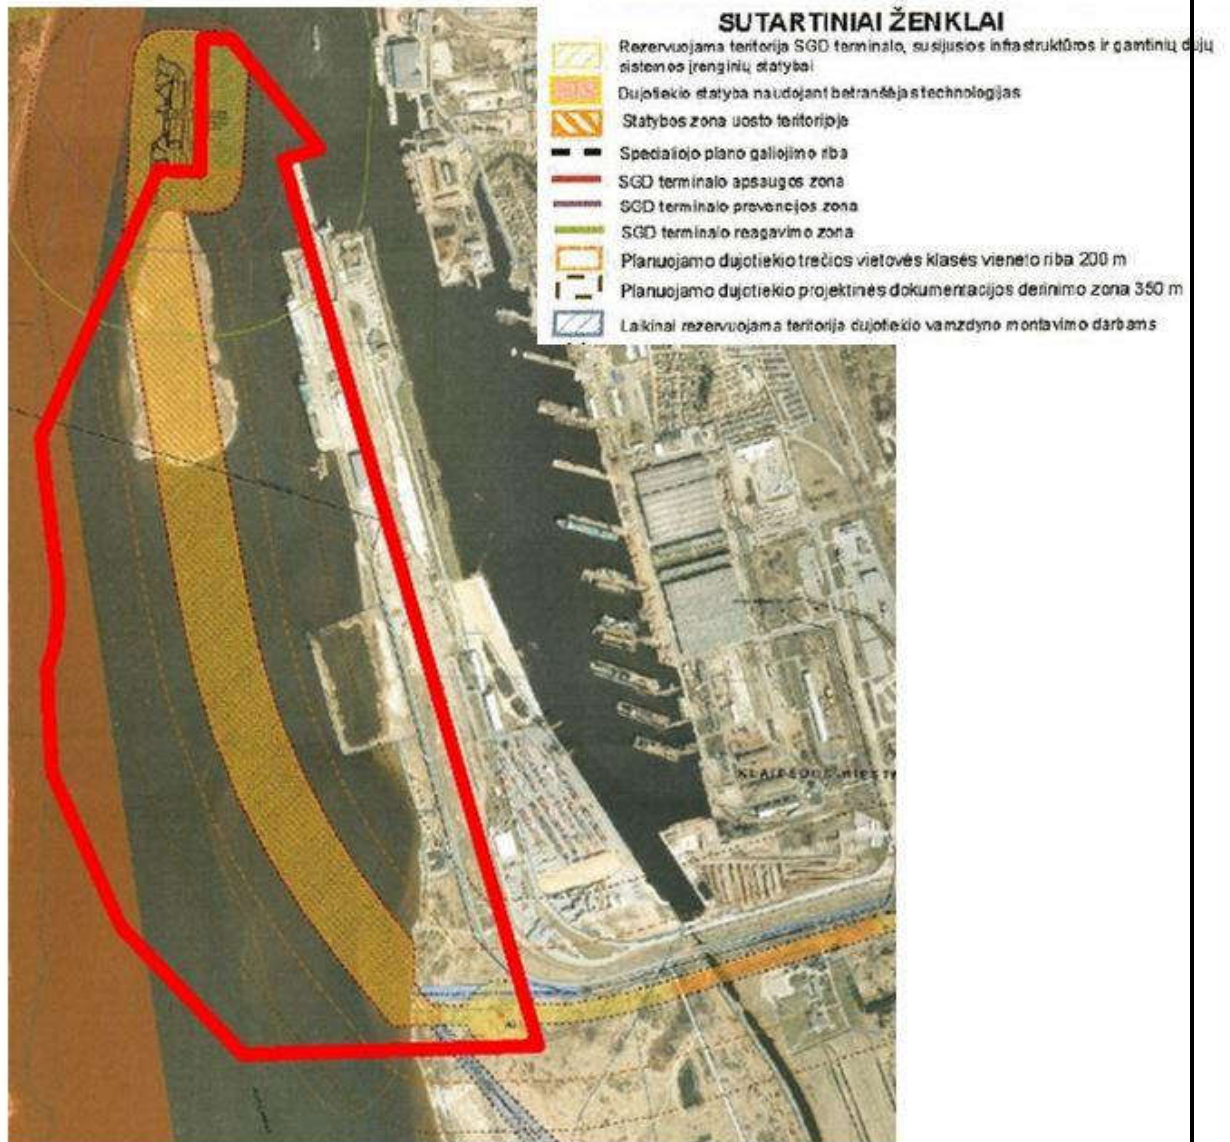 SUTARTINIAI ŽENKLAI
Rezervuojama teritorija SGD terminalo, susijusios infrastruktūros ir gamtinių dujų
sistemos įrenginių statybai
Dujotiekio statyba naudojant betranšėjas technologijas
Statybos zona uosto teritorijoje
Specialiojo plano galiojimo riba
SGD terminalo apsaugos zona
SGD terminalo prevencijos zona
SGD terminalo reagavimo zona
Planuojamo dujotiekio trečios vietovės klasės vieneto riba 200 m
Planuojamo dujotiekio projektinės dokumentacijos derinimo zona 350 m
Laikinai rezervuojama teritorija dujotiekio vamzdyno montavimo darbams